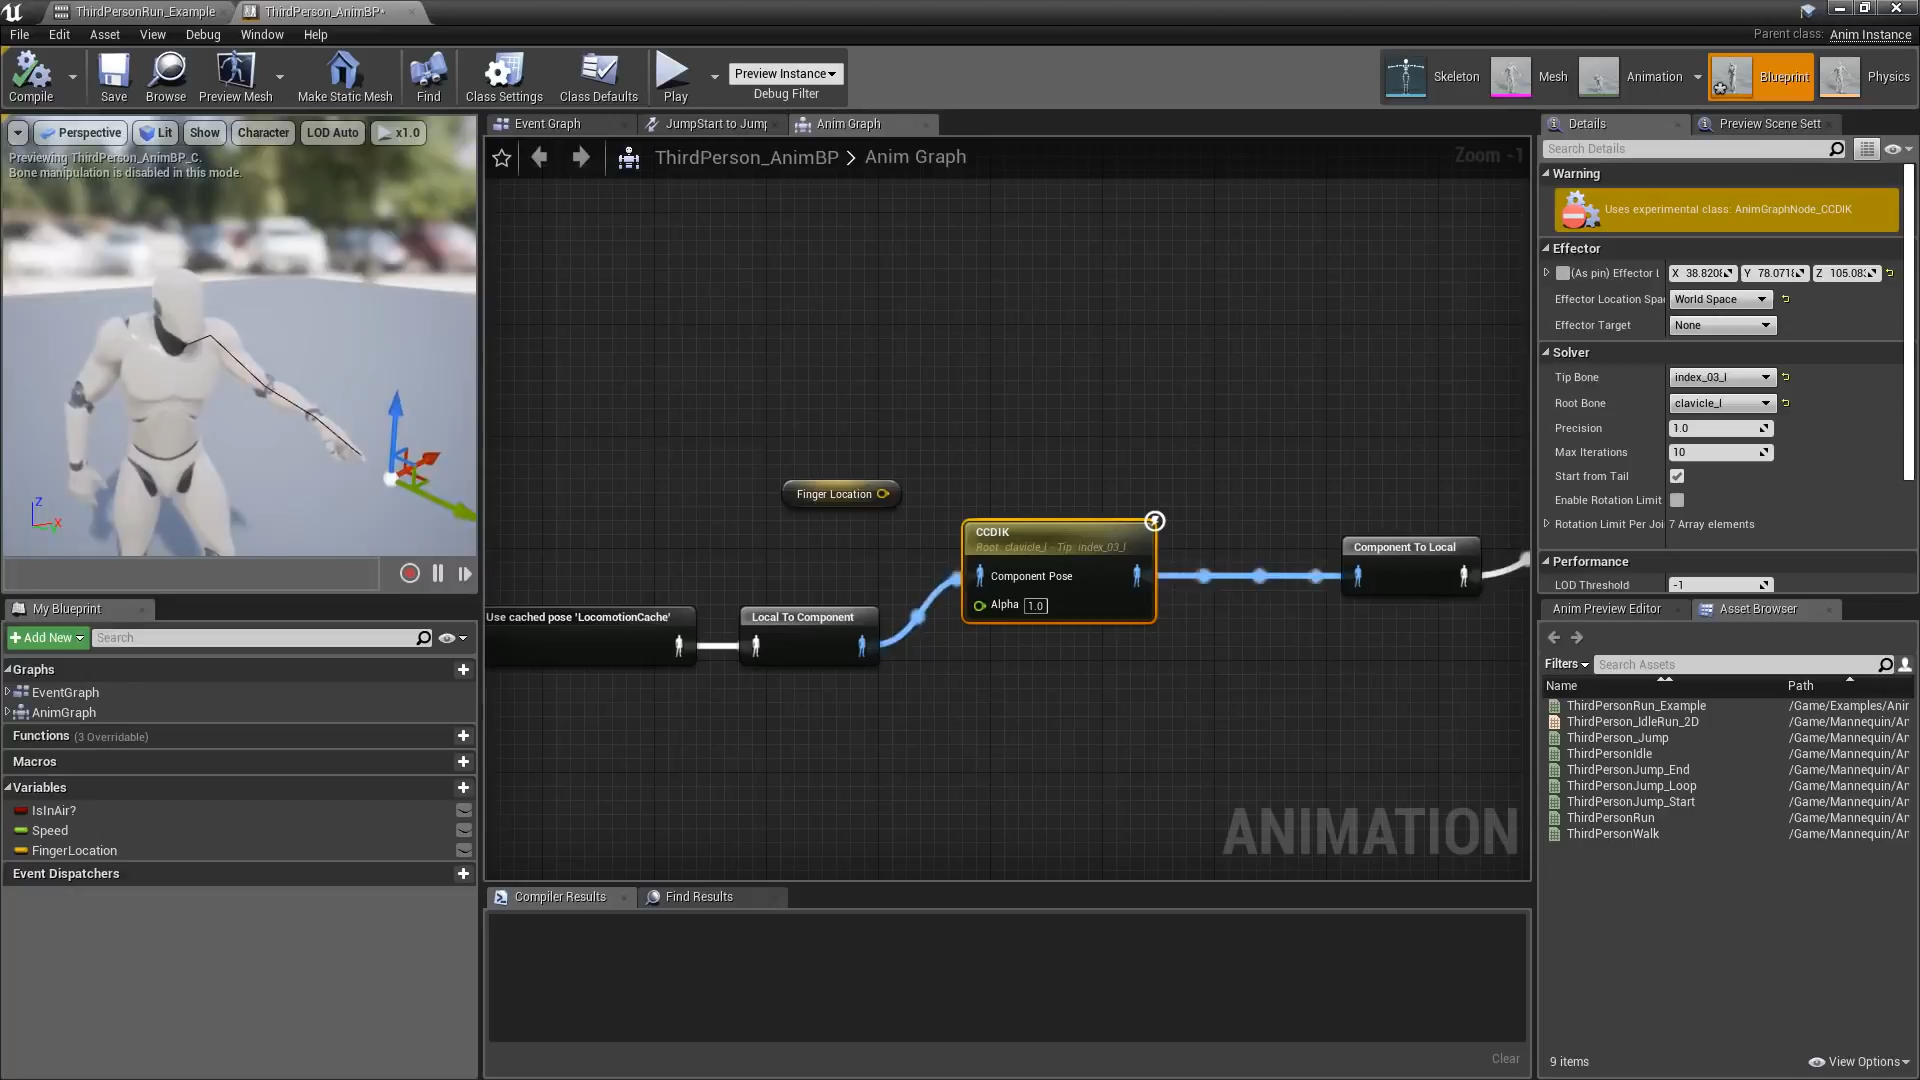 ThirdPersonRun_Example
ThirdPerson_AnimBP*
File Edit Asset View Debug Window Help
Parent class: Anim Instance
Compile
Save
Browse
Preview Mesh
Make Static Mesh
Find
Class Settings
Class Defaults
Play
Preview Instance
Debug Filter
Skeleton
Mesh
Animation
Blueprint
Physics
Perspective
Lit
Show
Character
LOD Auto
x1.0
Previewing ThirdPerson_AnimBP_C.
Bone manipulation is disabled in this mode.
Z
X
Event Graph
JumpStart to Jump
Anim Graph
ThirdPerson_AnimBP > Anim Graph
Zoom -1
Finger Location
CCDIK
Root: clavicle_l - Tip: index_03_l
Component Pose
Alpha 1.0
Component To Local
Use cached pose 'LocomotionCache'
Local To Component
ANIMATION
Compiler Results
Find Results
Clear
My Blueprint
+ Add New
Search
Graphs
EventGraph
AnimGraph
Functions (3 Overridable)
Macros
Variables
IsInAir?
Speed
FingerLocation
Event Dispatchers
Details
Preview Scene Sett
Search Details
Warning
Uses experimental class: AnimGraphNode_CCDIK
Effector
(As pin) Effector L X 38.8208 Y 78.0718 Z 105.083
Effector Location Spa World Space
Effector Target None
Solver
Tip Bone index_03_l
Root Bone clavicle_l
Precision 1.0
Max Iterations 10
Start from Tail
Enable Rotation Limit
Rotation Limit Per Joi 7 Array elements
Performance
LOD Threshold -1
Anim Preview Editor
Asset Browser
Filters
Search Assets
Name Path
ThirdPersonRun_Example /Game/Examples/Anir
ThirdPerson_IdleRun_2D /Game/Mannequin/Ar
ThirdPerson_Jump /Game/Mannequin/Ar
ThirdPersonIdle /Game/Mannequin/Ar
ThirdPersonJump_End /Game/Mannequin/Ar
ThirdPersonJump_Loop /Game/Mannequin/Ar
ThirdPersonJump_Start /Game/Mannequin/Ar
ThirdPersonRun /Game/Mannequin/Ar
ThirdPersonWalk /Game/Mannequin/Ar
9 items
View Options